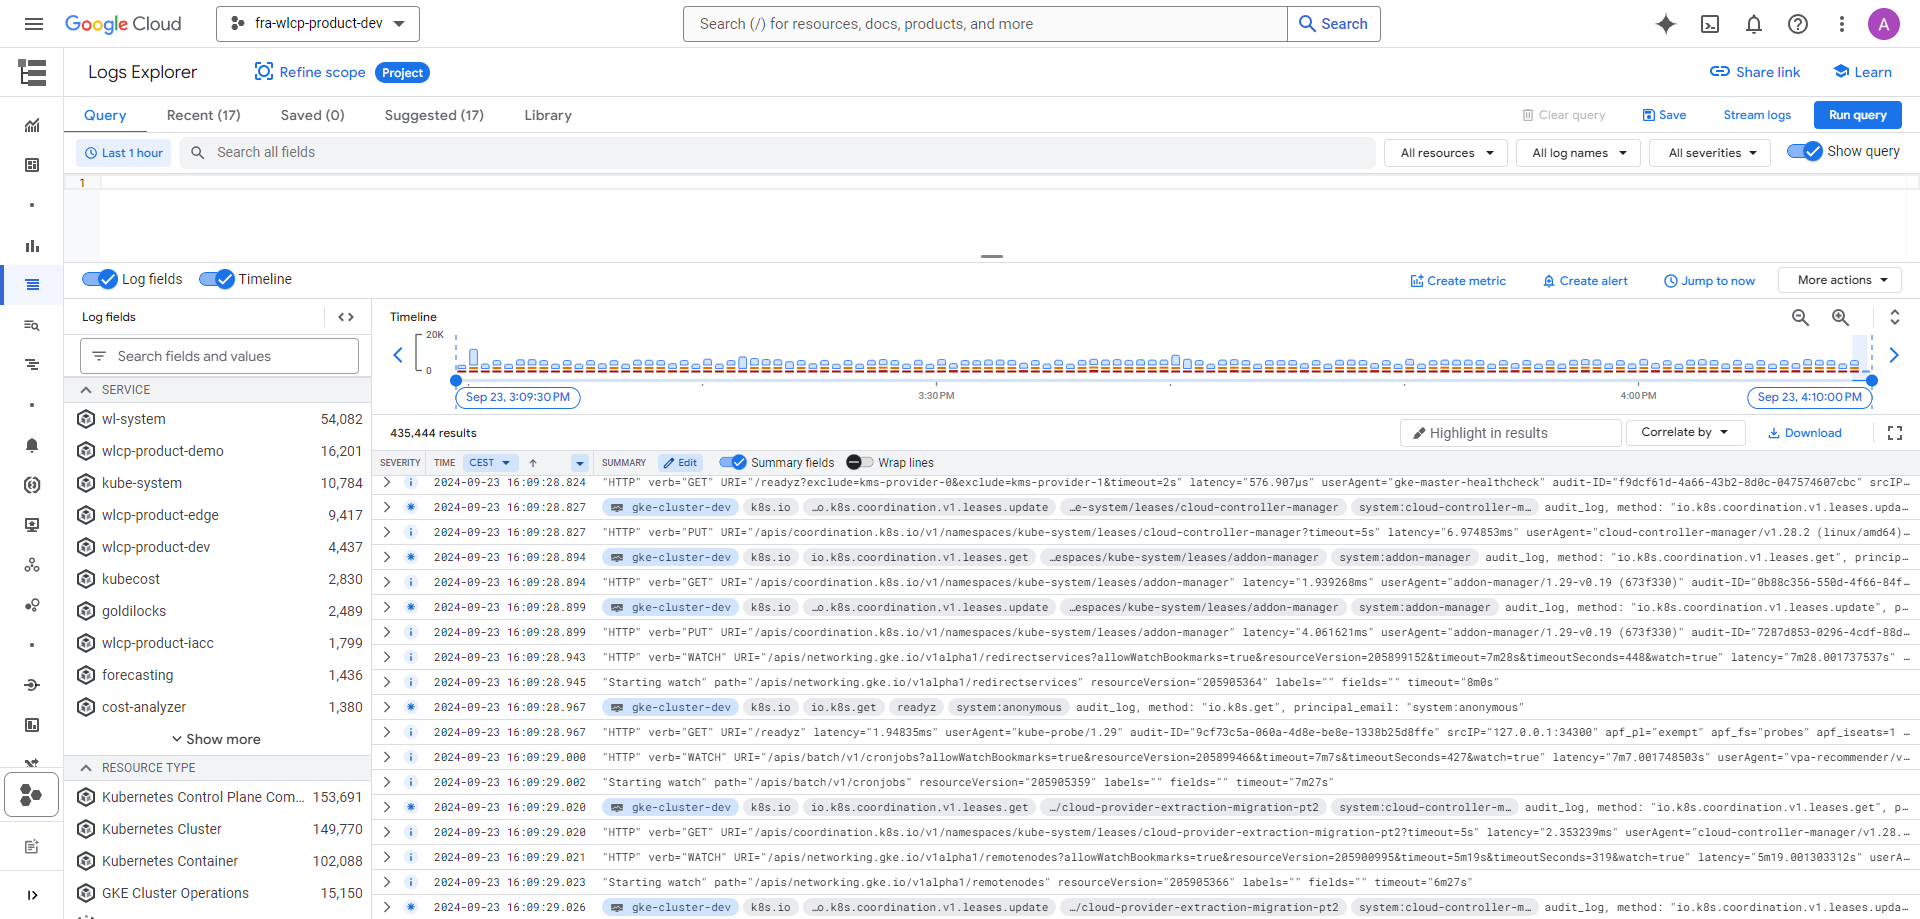 Google Cloud
fra-wlcp-product-dev
Search (/) for resources, docs, products, and more
Search
A
Logs Explorer
Refine scope
Project
Share link
Learn
Query
Recent (17)
Saved (0)
Suggested (17)
Library
Clear query
Save
Stream logs
Run query
Last 1 hour
Search all fields
All resources
All log names
All severities
Show query
1
Log fields
Timeline
Create metric
Create alert
Jump to now
More actions
Log fields
Search fields and values
SERVICE
wl-system 54,082
wlcp-product-demo 16,201
kube-system 10,784
wlcp-product-edge 9,417
wlcp-product-dev 4,437
kubecost 2,830
goldilocks 2,489
wlcp-product-iacc 1,799
forecasting 1,436
cost-analyzer 1,380
Show more
RESOURCE TYPE
Kubernetes Control Plane Com... 153,691
Kubernetes Cluster 149,770
Kubernetes Container 102,088
GKE Cluster Operations 15,150
Timeline
20K
0
Sep 23, 3:09:30 PM
3:30 PM
4:00 PM
Sep 23, 4:10:00 PM
435,444 results
Highlight in results
Correlate by
Download
SEVERITY TIME CEST SUMMARY Edit Summary fields Wrap lines
2024-09-23 16:09:28.824 "HTTP" verb="GET" URI="/readyz?exclude=kms-provider-0&exclude=kms-provider-1&timeout=2s" latency="576.907µs" userAgent="gke-master-healthcheck" audit-ID="f9dcf61d-4a66-43b2-8d0c-047574607cbc" srcIP…
2024-09-23 16:09:28.827 gke-cluster-dev k8s.io …o.k8s.coordination.v1.leases.update …e-system/leases/cloud-controller-manager system:cloud-controller-m… audit_log, method: "io.k8s.coordination.v1.leases.upda…
2024-09-23 16:09:28.827 "HTTP" verb="PUT" URI="/apis/coordination.k8s.io/v1/namespaces/kube-system/leases/cloud-controller-manager?timeout=5s" latency="6.974853ms" userAgent="cloud-controller-manager/v1.28.2 (linux/amd64)…
2024-09-23 16:09:28.894 gke-cluster-dev k8s.io io.k8s.coordination.v1.leases.get …espaces/kube-system/leases/addon-manager system:addon-manager audit_log, method: "io.k8s.coordination.v1.leases.get", princip…
2024-09-23 16:09:28.894 "HTTP" verb="GET" URI="/apis/coordination.k8s.io/v1/namespaces/kube-system/leases/addon-manager" latency="1.939268ms" userAgent="addon-manager/1.29-v0.19 (673f330)" audit-ID="0b88c356-550d-4f66-84f…
2024-09-23 16:09:28.899 gke-cluster-dev k8s.io …o.k8s.coordination.v1.leases.update …espaces/kube-system/leases/addon-manager system:addon-manager audit_log, method: "io.k8s.coordination.v1.leases.update", p…
2024-09-23 16:09:28.899 "HTTP" verb="PUT" URI="/apis/coordination.k8s.io/v1/namespaces/kube-system/leases/addon-manager" latency="4.061621ms" userAgent="addon-manager/1.29-v0.19 (673f330)" audit-ID="7287d853-0296-4cdf-88d…
2024-09-23 16:09:28.943 "HTTP" verb="WATCH" URI="/apis/networking.gke.io/v1alpha1/redirectservices?allowWatchBookmarks=true&resourceVersion=205899152&timeout=7m28s&timeoutSeconds=448&watch=true" latency="7m28.001737537s" …
2024-09-23 16:09:28.945 "Starting watch" path="/apis/networking.gke.io/v1alpha1/redirectservices" resourceVersion="205905364" labels="" fields="" timeout="8m0s"
2024-09-23 16:09:28.967 gke-cluster-dev k8s.io io.k8s.get readyz system:anonymous audit_log, method: "io.k8s.get", principal_email: "system:anonymous"
2024-09-23 16:09:28.967 "HTTP" verb="GET" URI="/readyz" latency="1.94835ms" userAgent="kube-probe/1.29" audit-ID="9cf73c5a-060a-4d8e-be8e-1338b25d8ffe" srcIP="127.0.0.1:34300" apf_pl="exempt" apf_fs="probes" apf_iseats=1 …
2024-09-23 16:09:29.000 "HTTP" verb="WATCH" URI="/apis/batch/v1/cronjobs?allowWatchBookmarks=true&resourceVersion=205899466&timeout=7m7s&timeoutSeconds=427&watch=true" latency="7m7.001748503s" userAgent="vpa-recommender/v…
2024-09-23 16:09:29.002 "Starting watch" path="/apis/batch/v1/cronjobs" resourceVersion="205905359" labels="" fields="" timeout="7m27s"
2024-09-23 16:09:29.020 gke-cluster-dev k8s.io io.k8s.coordination.v1.leases.get …/cloud-provider-extraction-migration-pt2 system:cloud-controller-m… audit_log, method: "io.k8s.coordination.v1.leases.get", p…
2024-09-23 16:09:29.020 "HTTP" verb="GET" URI="/apis/coordination.k8s.io/v1/namespaces/kube-system/leases/cloud-provider-extraction-migration-pt2?timeout=5s" latency="2.353239ms" userAgent="cloud-controller-manager/v1.28.…
2024-09-23 16:09:29.021 "HTTP" verb="WATCH" URI="/apis/networking.gke.io/v1alpha1/remotenodes?allowWatchBookmarks=true&resourceVersion=205900995&timeout=5m19s&timeoutSeconds=319&watch=true" latency="5m19.001303312s" userA…
2024-09-23 16:09:29.023 "Starting watch" path="/apis/networking.gke.io/v1alpha1/remotenodes" resourceVersion="205905366" labels="" fields="" timeout="6m27s"
2024-09-23 16:09:29.026 gke-cluster-dev k8s.io …o.k8s.coordination.v1.leases.update …/cloud-provider-extraction-migration-pt2 system:cloud-controller-m… audit_log, method: "io.k8s.coordination.v1.leases.upda…